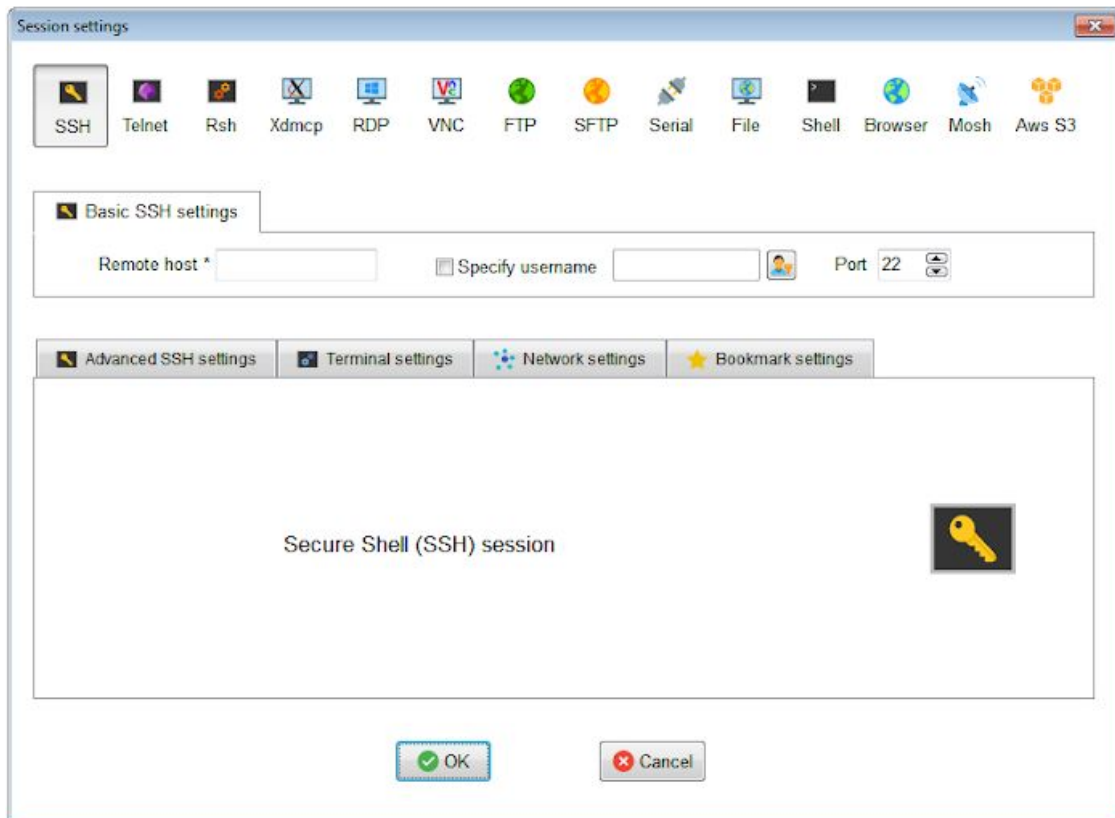 Session settings
SSH Telnet Rsh Xdmcp RDP VNC FTP SFTP Serial File Shell Browser Mosh Aws S3
Basic SSH settings
Remote host * Specify username Port 22
Advanced SSH settings Terminal settings Network settings Bookmark settings
Secure Shell (SSH) session
OK Cancel